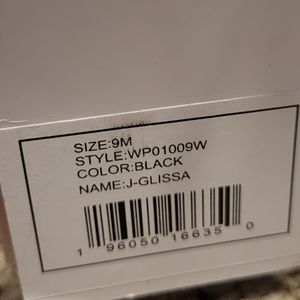 SIZE:9M
STYLE:WP01009W
COLOR:BLACK
NAME:J-GLISSA
1 96050 16635 0